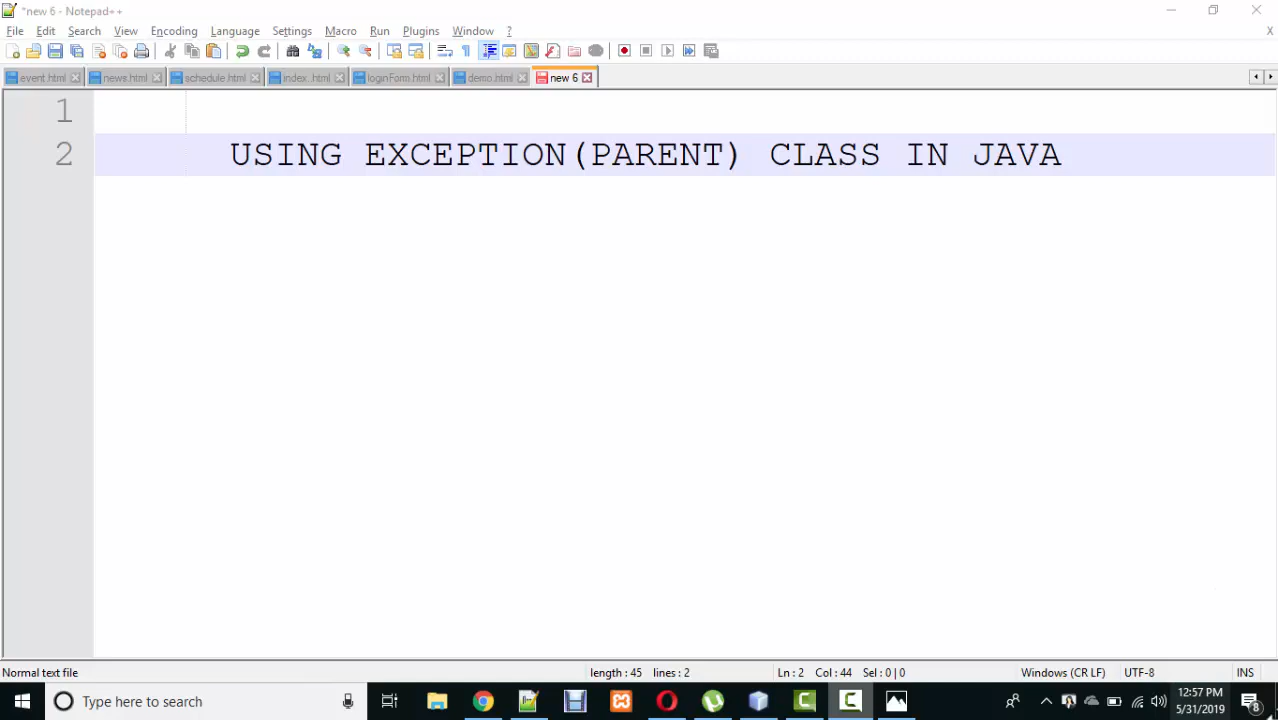 *new 6 - Notepad++
File Edit Search View Encoding Language Settings Macro Run Plugins Window ? X
event.html news.html schedule.html index .html loginForm.html demo.html new 6
1
2 USING EXCEPTION(PARENT) CLASS IN JAVA
Normal text file length : 45 lines : 2 Ln : 2 Col : 44 Sel : 0 | 0 Windows (CR LF) UTF-8 INS
Type here to search
12:57 PM
5/31/2019
8